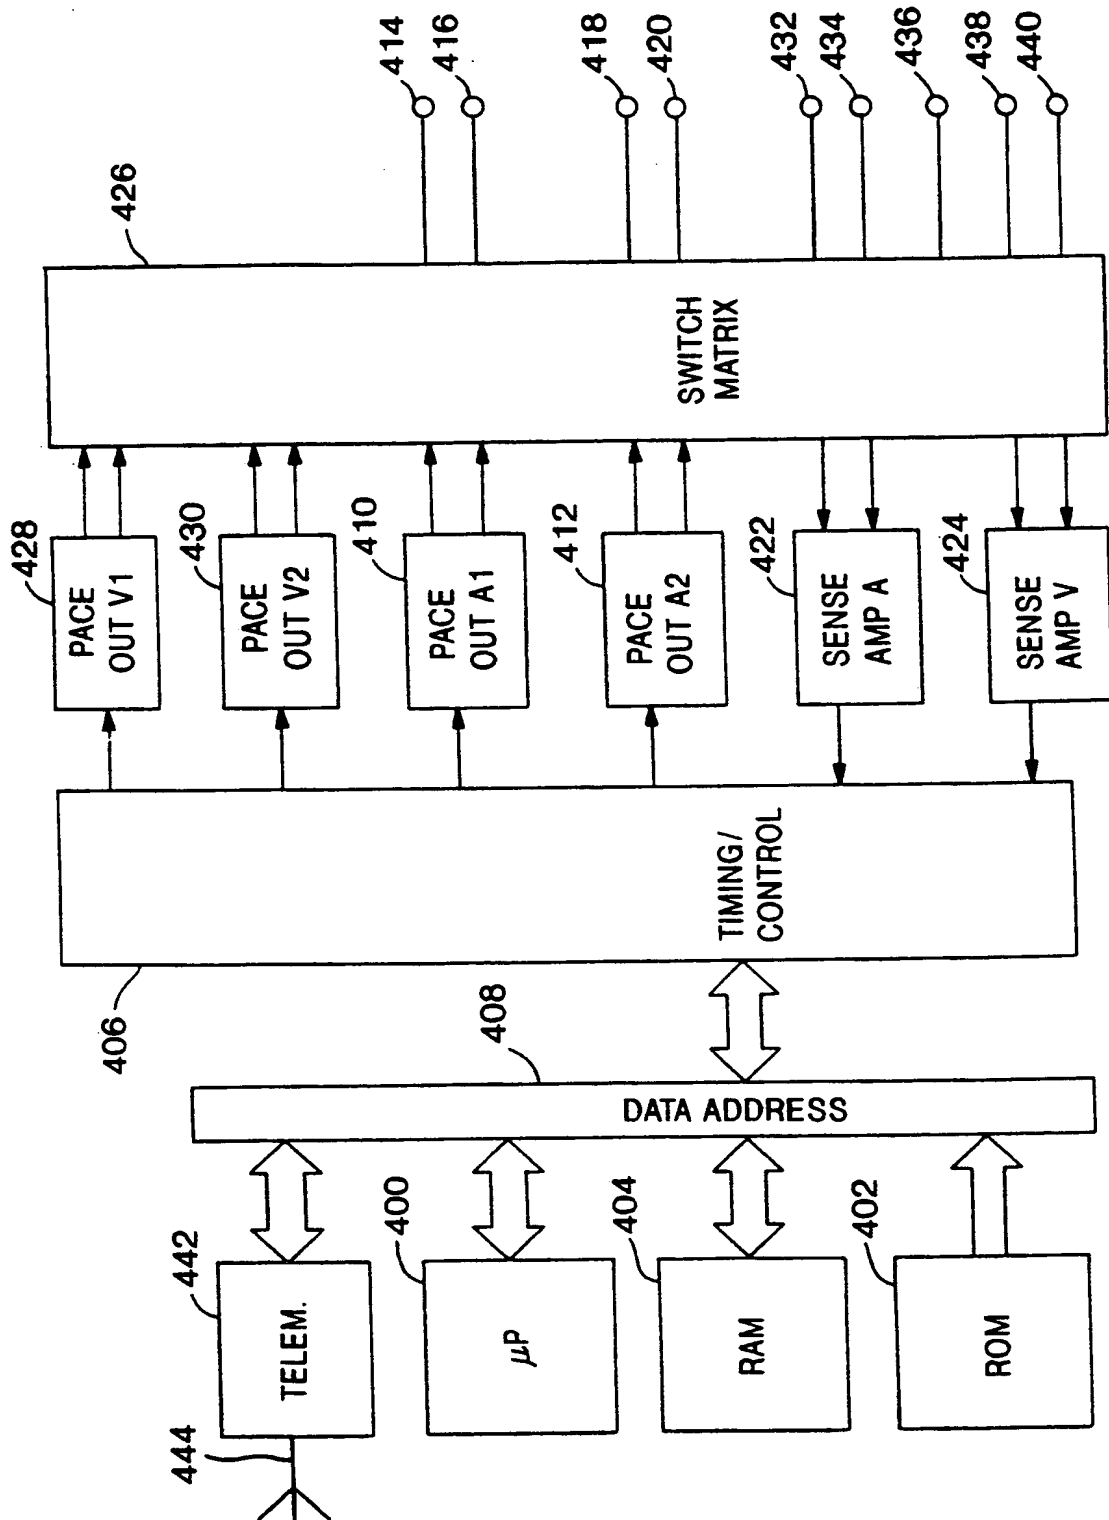 444
442
TELEM.
400
μP
404
RAM
402
ROM
408
DATA ADDRESS
406
TIMING/
CONTROL
428
PACE
OUT V1
430
PACE
OUT V2
410
PACE
OUT A1
412
PACE
OUT A2
422
SENSE
AMP A
424
SENSE
AMP V
426
SWITCH
MATRIX
414
416
418
420
432
434
436
438
440